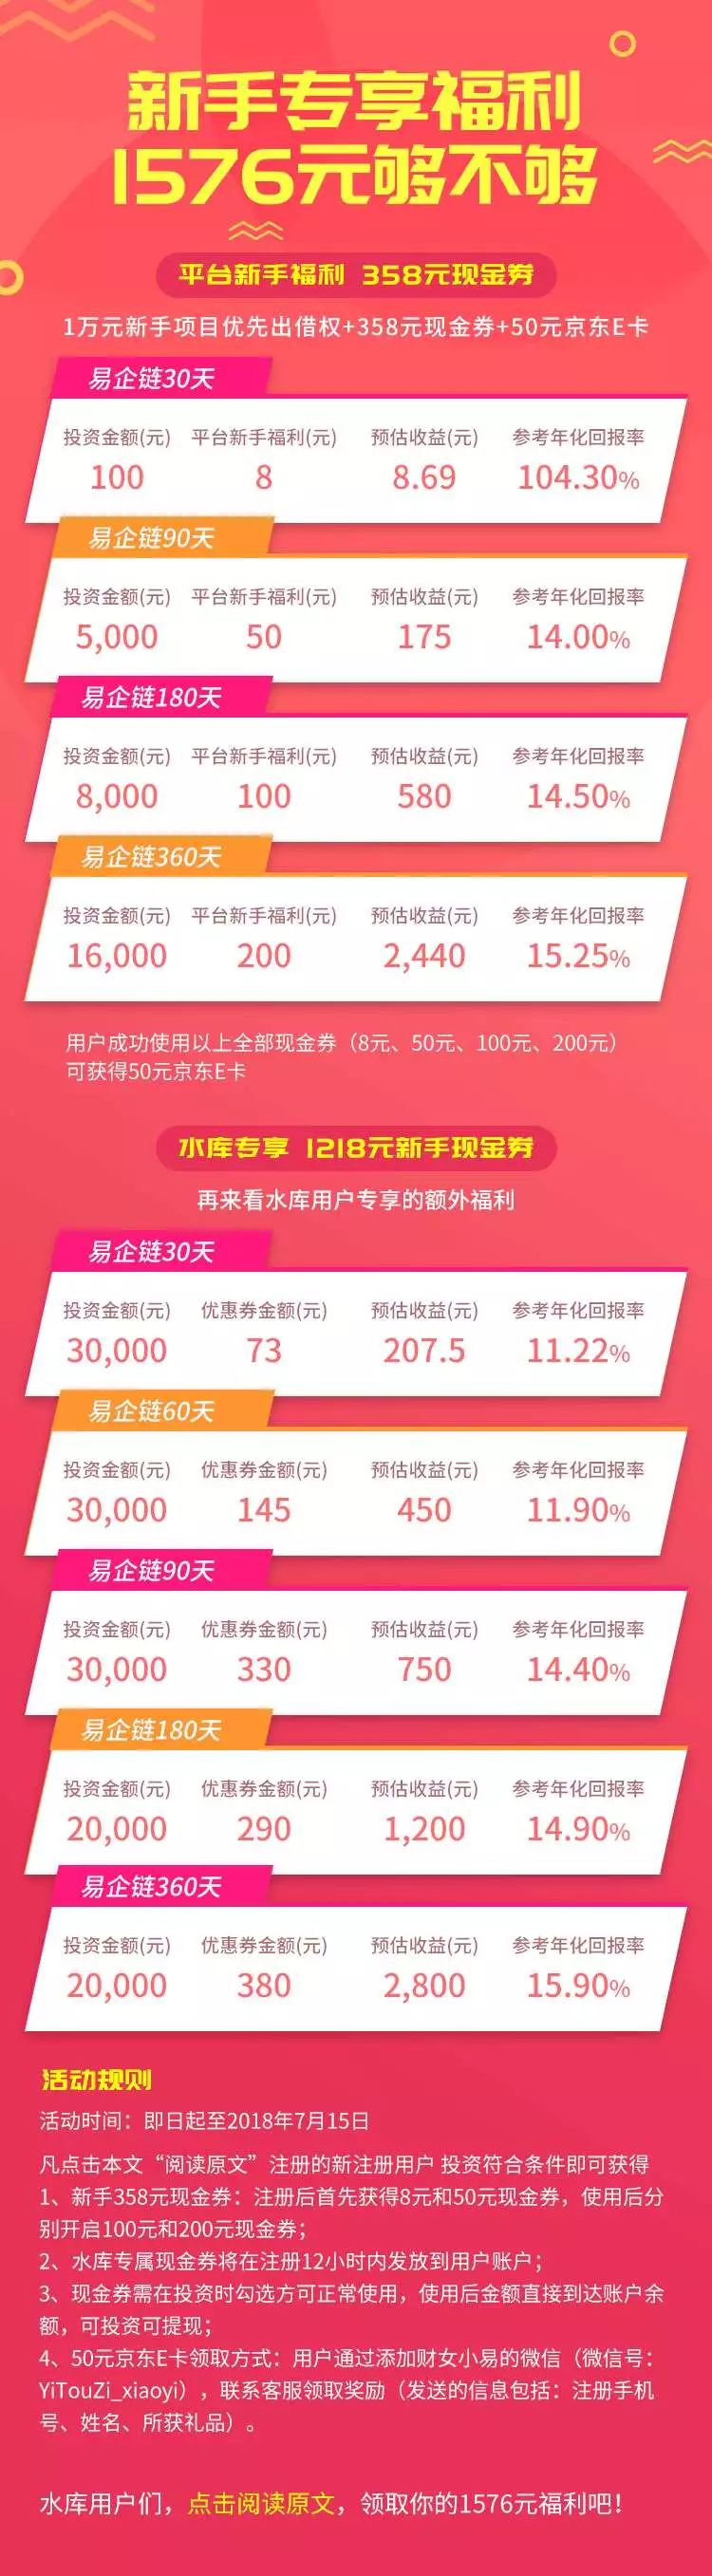 新手专享福利
1576元够不够
平台新手福利 358元现金券
1万元新手项目优先出借权+358元现金券+50元京东E卡
易企链30天
投资金额(元) 平台新手福利(元) 预估收益(元) 参考年化回报率
100 8 8.69 104.30%
易企链90天
投资金额(元) 平台新手福利(元) 预估收益(元) 参考年化回报率
5,000 50 175 14.00%
易企链180天
投资金额(元) 平台新手福利(元) 预估收益(元) 参考年化回报率
8,000 100 580 14.50%
易企链360天
投资金额(元) 平台新手福利(元) 预估收益(元) 参考年化回报率
16,000 200 2,440 15.25%
用户成功使用以上全部现金券（8元、50元、100元、200元）
可获得50元京东E卡
水库专享 1218元新手现金券
再来看水库用户专享的额外福利
易企链30天
投资金额(元) 优惠券金额(元) 预估收益(元) 参考年化回报率
30,000 73 207.5 11.22%
易企链60天
投资金额(元) 优惠券金额(元) 预估收益(元) 参考年化回报率
30,000 145 450 11.90%
易企链90天
投资金额(元) 优惠券金额(元) 预估收益(元) 参考年化回报率
30,000 330 750 14.40%
易企链180天
投资金额(元) 优惠券金额(元) 预估收益(元) 参考年化回报率
20,000 290 1,200 14.90%
易企链360天
投资金额(元) 优惠券金额(元) 预估收益(元) 参考年化回报率
20,000 380 2,800 15.90%
活动规则
活动时间：即日起至2018年7月15日
凡点击本文“阅读原文”注册的新注册用户 投资符合条件即可获得
1、新手358元现金券：注册后首先获得8元和50元现金券，使用后分
别开启100元和200元现金券；
2、水库专属现金券将在注册12小时内发放到用户账户；
3、现金券需在投资时勾选方可正常使用，使用后金额直接到达账户余
额，可投资可提现；
4、50元京东E卡领取方式：用户通过添加财女小易的微信（微信号：
YiTouZi_xiaoyi），联系客服领取奖励（发送的信息包括：注册手机
号、姓名、所获礼品）。
水库用户们，点击阅读原文，领取你的1576元福利吧！